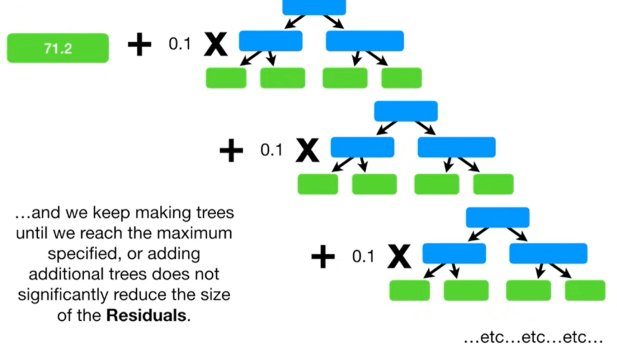 71.2 + 0.1 X
+ 0.1 X
+ 0.1 X
…and we keep making trees
until we reach the maximum
specified, or adding
additional trees does not
significantly reduce the size
of the Residuals.
…etc…etc…etc…